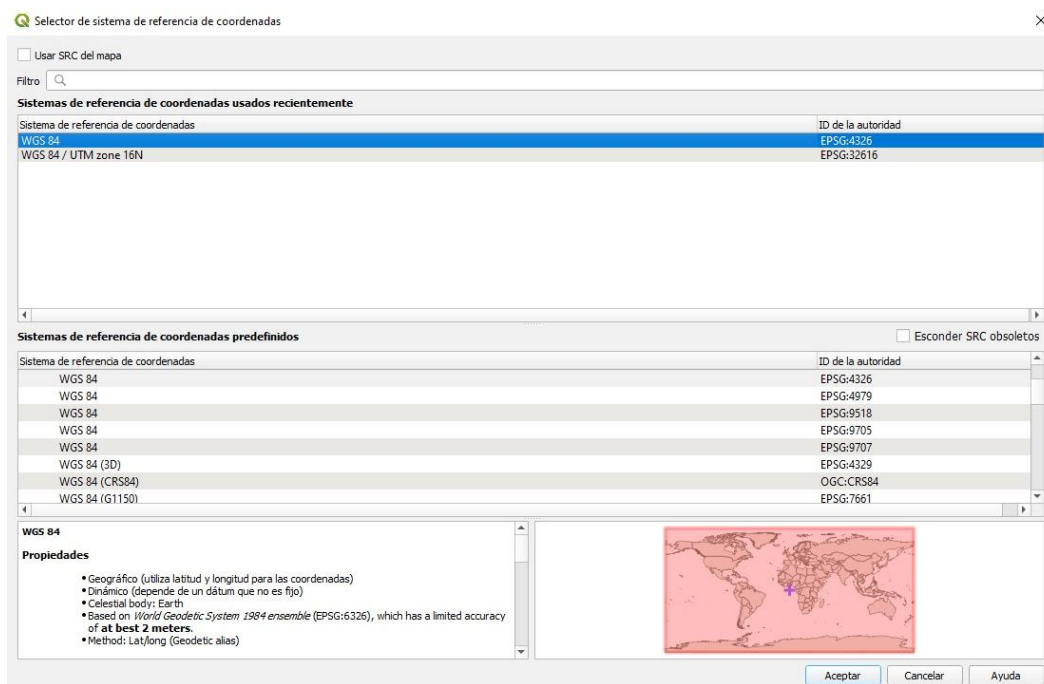 Selector de sistema de referencia de coordenadas
Usar SRC del mapa
Filtro
Sistemas de referencia de coordenadas usados recientemente
Sistema de referencia de coordenadas ID de la autoridad
WGS 84 EPSG:4326
WGS 84 / UTM zone 16N EPSG:32616
Sistemas de referencia de coordenadas predefinidos Esconder SRC obsoletos
Sistema de referencia de coordenadas ID de la autoridad
WGS 84 EPSG:4326
WGS 84 EPSG:4979
WGS 84 EPSG:9518
WGS 84 EPSG:9705
WGS 84 EPSG:9707
WGS 84 (3D) EPSG:4329
WGS 84 (CRS84) OGC:CRS84
WGS 84 (G1150) EPSG:7661
WGS 84
Propiedades
• Geográfico (utiliza latitud y longitud para las coordenadas)
• Dinámico (depende de un dátum que no es fijo)
• Celestial body: Earth
• Based on World Geodetic System 1984 ensemble (EPSG:6326), which has a limited accuracy
of at best 2 meters.
• Method: Lat/long (Geodetic alias)
Aceptar Cancelar Ayuda